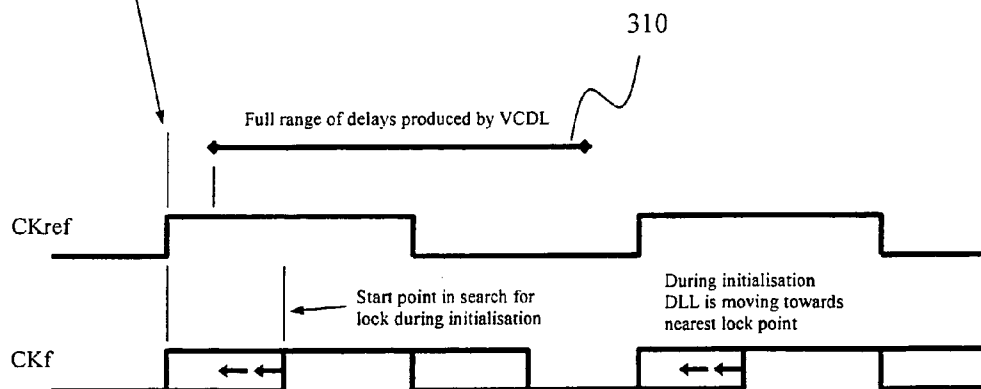 310
Full range of delays produced by VCDL
CKref
Start point in search for
lock during initialisation
During initialisation
DLL is moving towards
nearest lock point
CKf